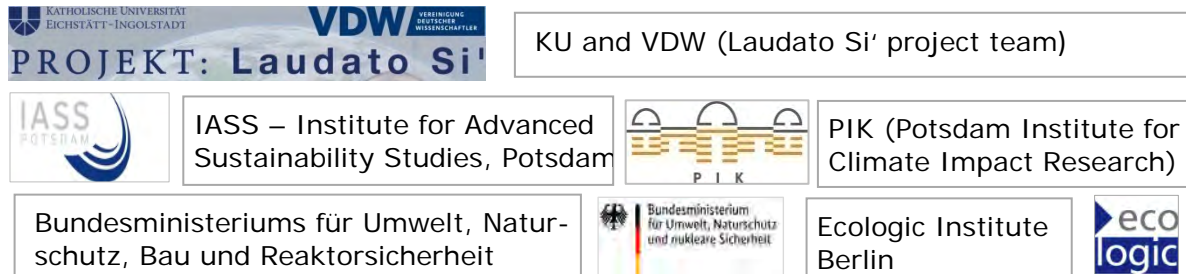 KATHOLISCHE UNIVERSITÄT
EICHSTÄTT-INGOLSTADT
VDW
VEREINIGUNG
DEUTSCHER
WISSENSCHAFTLER
PROJEKT: Laudato Si'
KU and VDW (Laudato Si' project team)
IASS
POTSDAM
IASS – Institute for Advanced
Sustainability Studies, Potsdam
PIK
PIK (Potsdam Institute for
Climate Impact Research)
Bundesministeriums für Umwelt, Natur-
schutz, Bau und Reaktorsicherheit
Bundesministerium
für Umwelt, Naturschutz
und nukleare Sicherheit
Ecologic Institute
Berlin
eco
logic